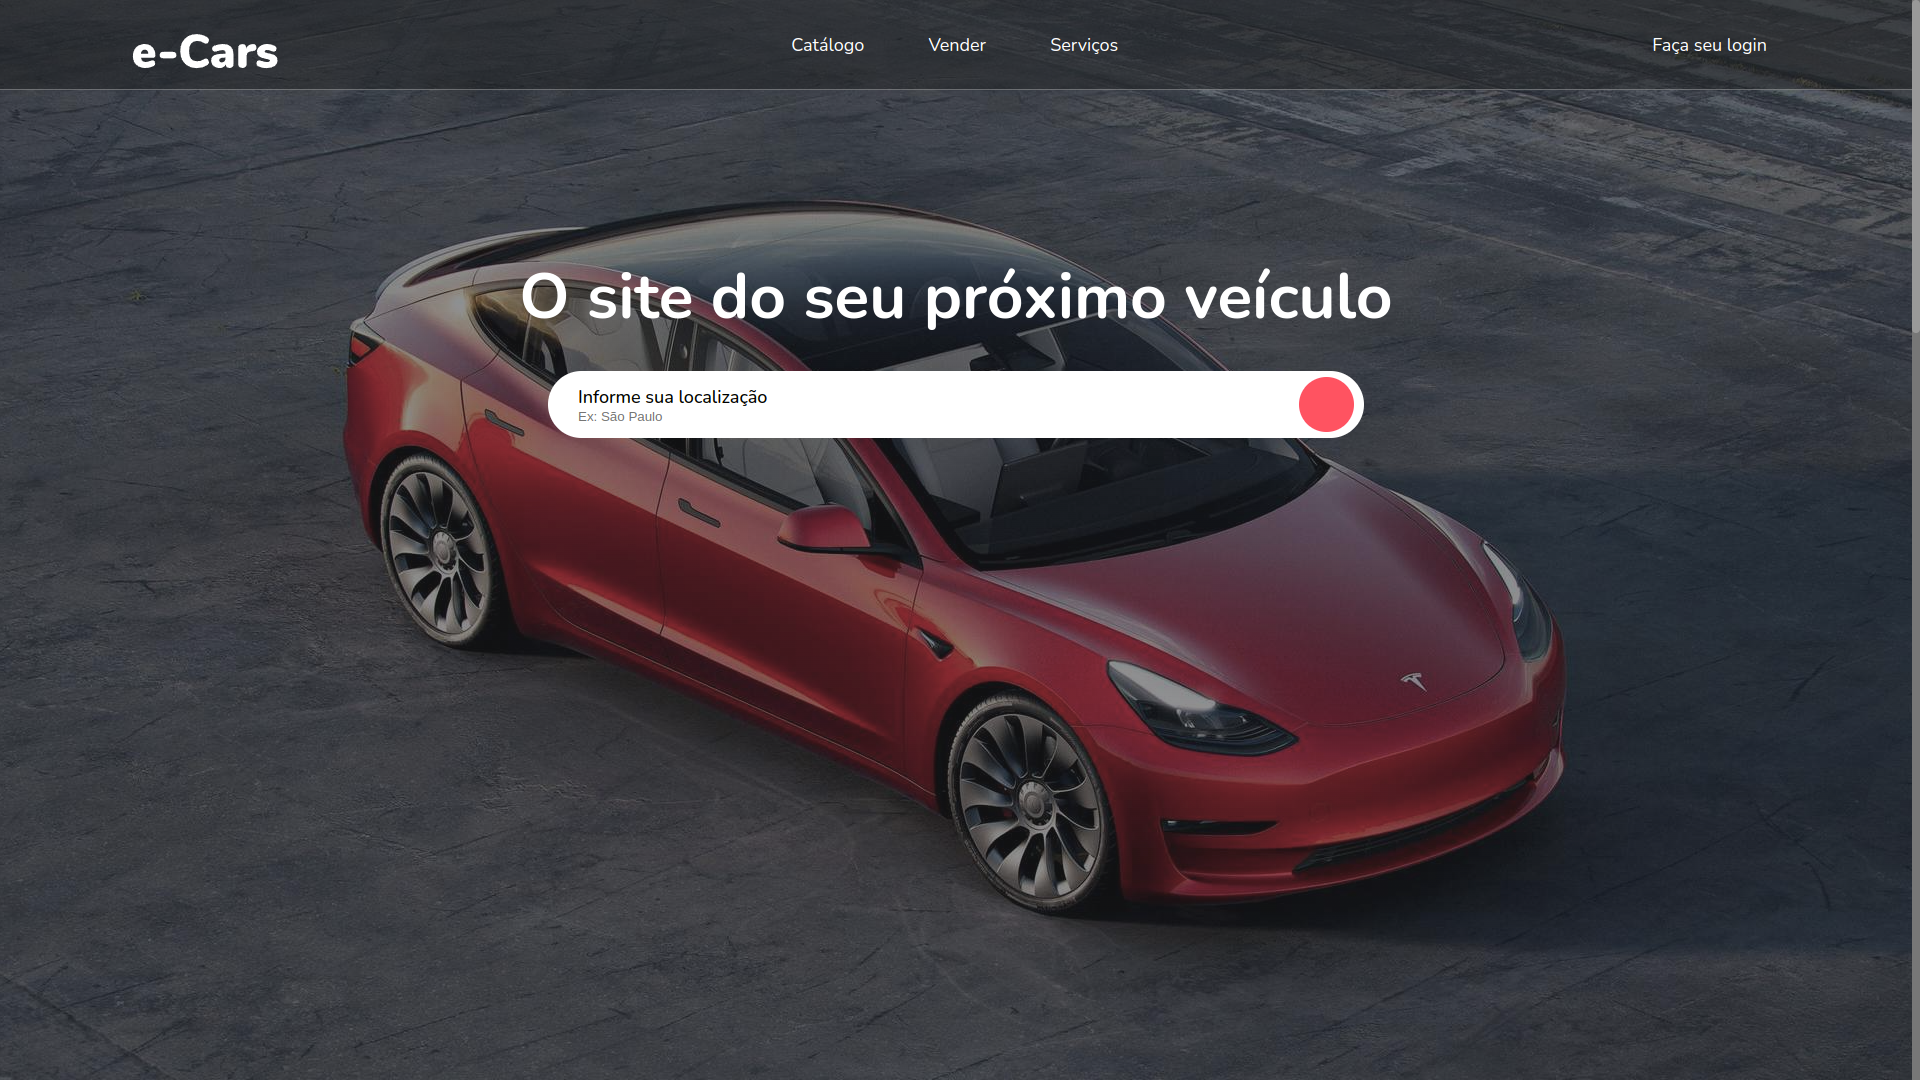 e-Cars
Catálogo
Vender
Serviços
Faça seu login
O site do seu próximo veículo
Informe sua localização
Ex: São Paulo